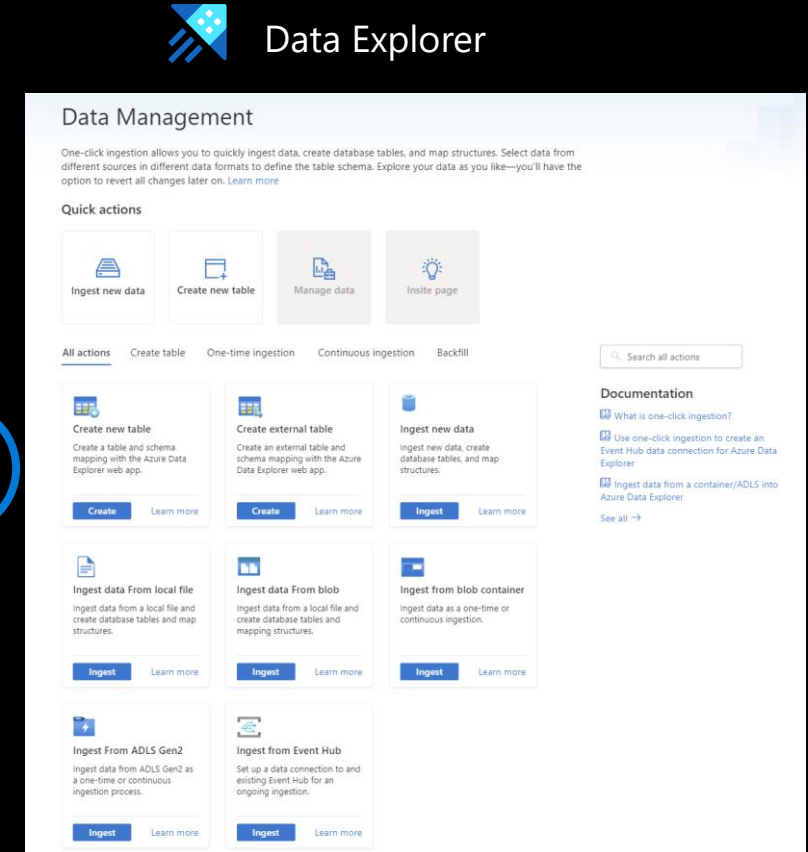 Data Explorer
Data Management
One-click ingestion allows you to quickly ingest data, create database tables, and map structures. Select data from
different sources in different data formats to define the table schema. Explore your data as you like—you'll have the
option to revert all changes later on. Learn more
Quick actions
Ingest new data
Create new table
Manage data
Insite page
All actions
Create table
One-time ingestion
Continuous ingestion
Backfill
Search all actions
Create new table
Create a table and schema
mapping with the Azure Data
Explorer web app.
Create
Learn more
Create external table
Create an external table and
schema mapping with the Azure
Data Explorer web app.
Create
Learn more
Ingest new data
Ingest new data, create
database tables, and map
structures.
Ingest
Learn more
Documentation
What is one-click ingestion?
Use one-click ingestion to create an
Event Hub data connection for Azure Data
Explorer
Ingest data from a container/ADLS into
Azure Data Explorer
See all →
Ingest data From local file
Ingest data from a local file and
create database tables and map
structures.
Ingest
Learn more
Ingest data From blob
Ingest data from a local file and
create database tables and
mapping structures.
Ingest
Learn more
Ingest from blob container
Ingest data as a one-time or
continuous ingestion.
Ingest
Learn more
Ingest From ADLS Gen2
Ingest data from ADLS Gen2 as
a one-time or continuous
ingestion process.
Ingest
Learn more
Ingest from Event Hub
Set up a data connection to and
existing Event Hub for an
ongoing ingestion.
Ingest
Learn more